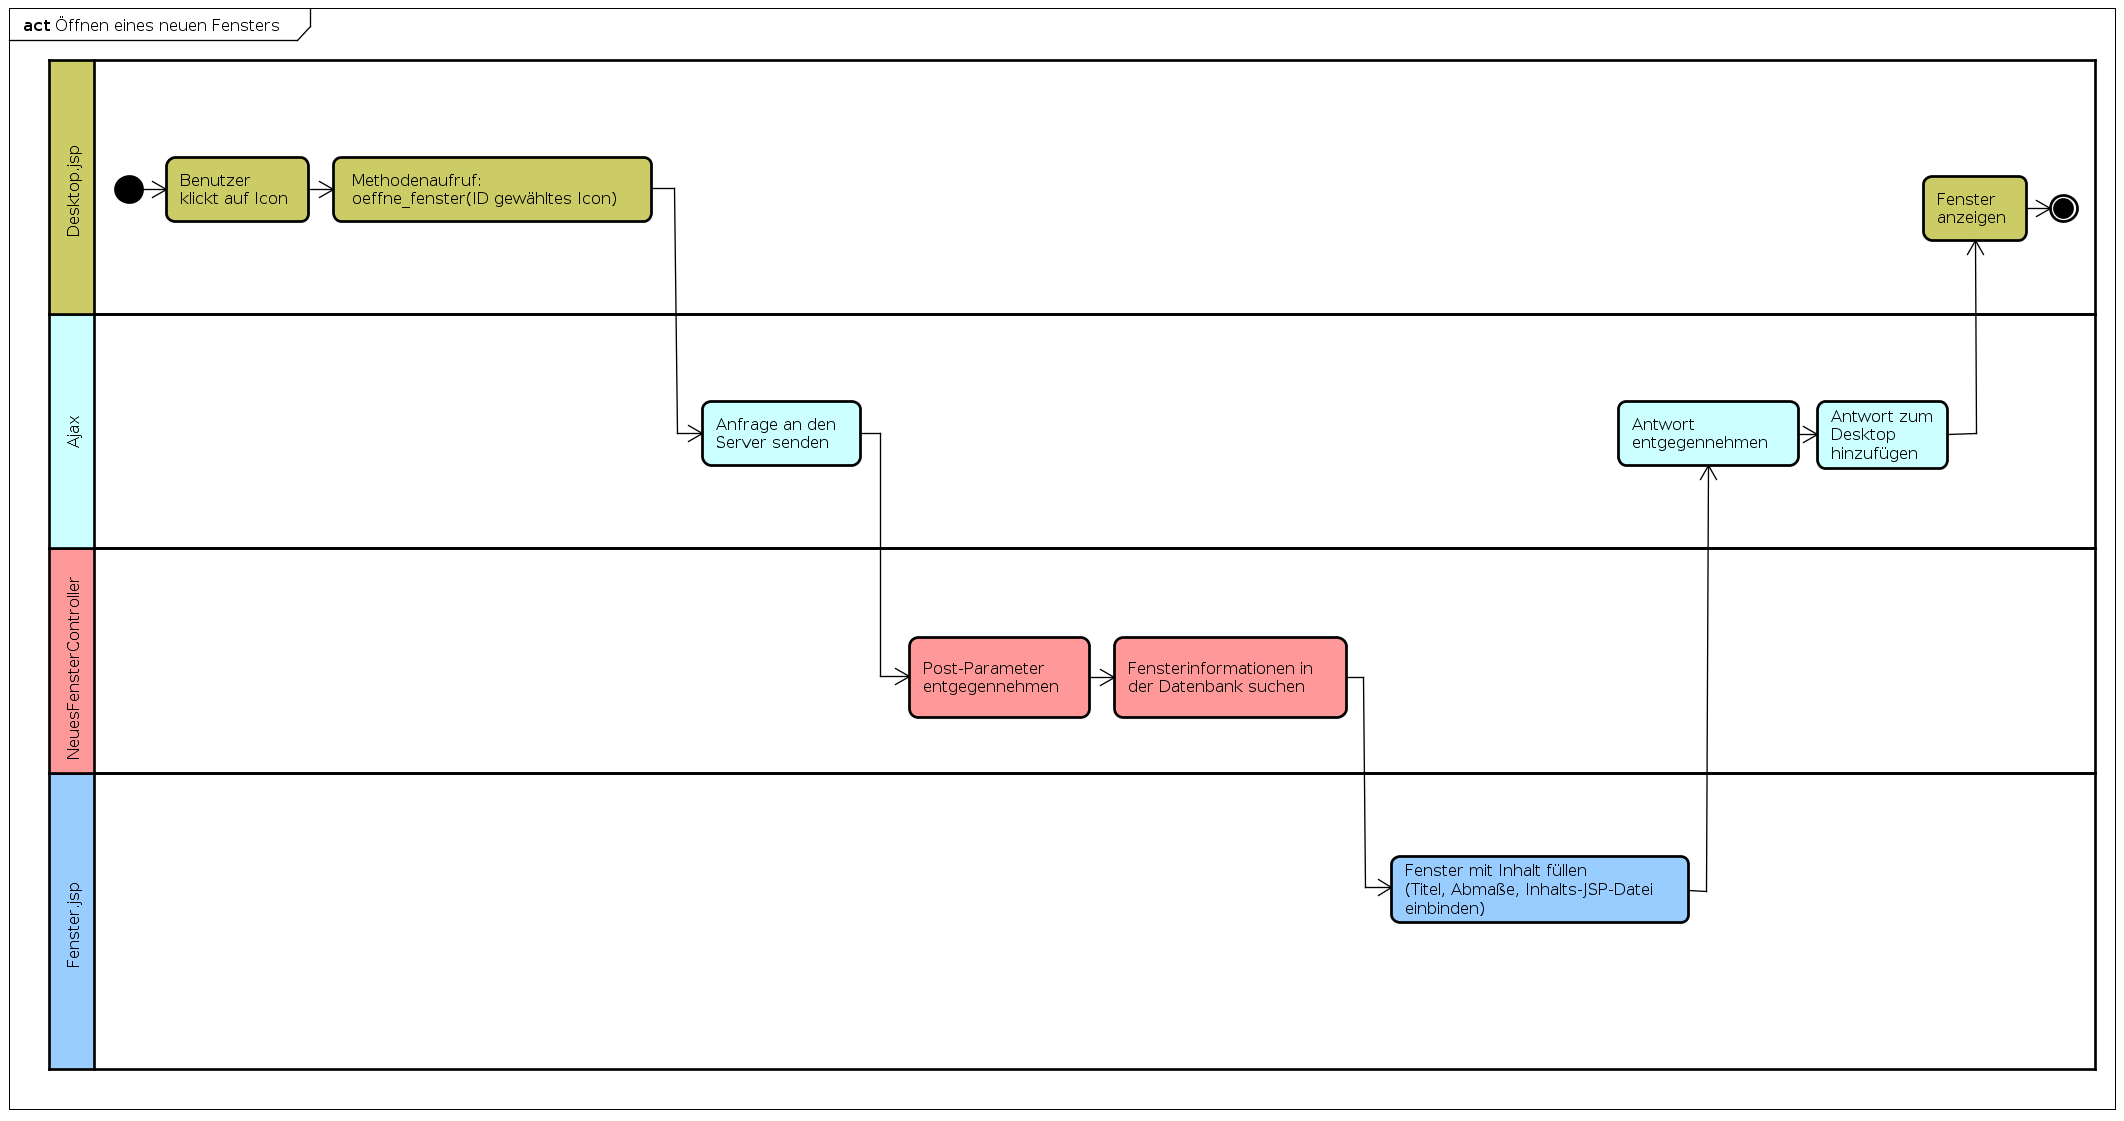 act Öffnen eines neuen Fensters
Desktop.jsp
Benutzer
klickt auf Icon
Methodenaufruf:
oeffne_fenster(ID gewähltes Icon)
Fenster
anzeigen
Ajax
Anfrage an den
Server senden
Antwort
entgegennehmen
Antwort zum
Desktop
hinzufügen
NeuesFensterController
Post-Parameter
entgegennehmen
Fensterinformationen in
der Datenbank suchen
Fenster.jsp
Fenster mit Inhalt füllen
(Titel, Abmaße, Inhalts-JSP-Datei
einbinden)